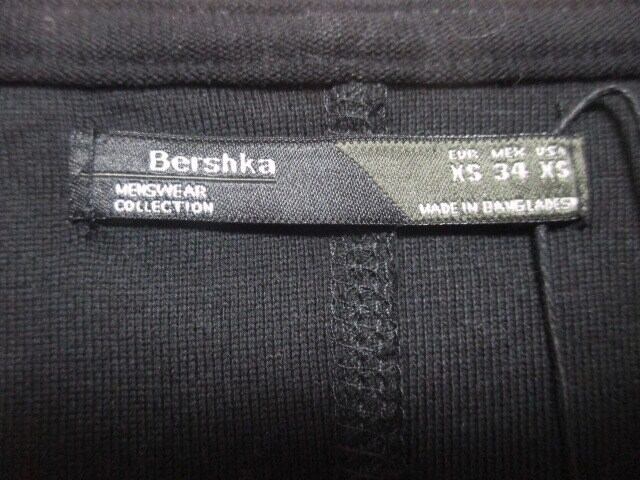 Bershka
MENSWEAR
COLLECTION
EUR MEX USA
XS 34 XS
MADE IN BANGLADESH